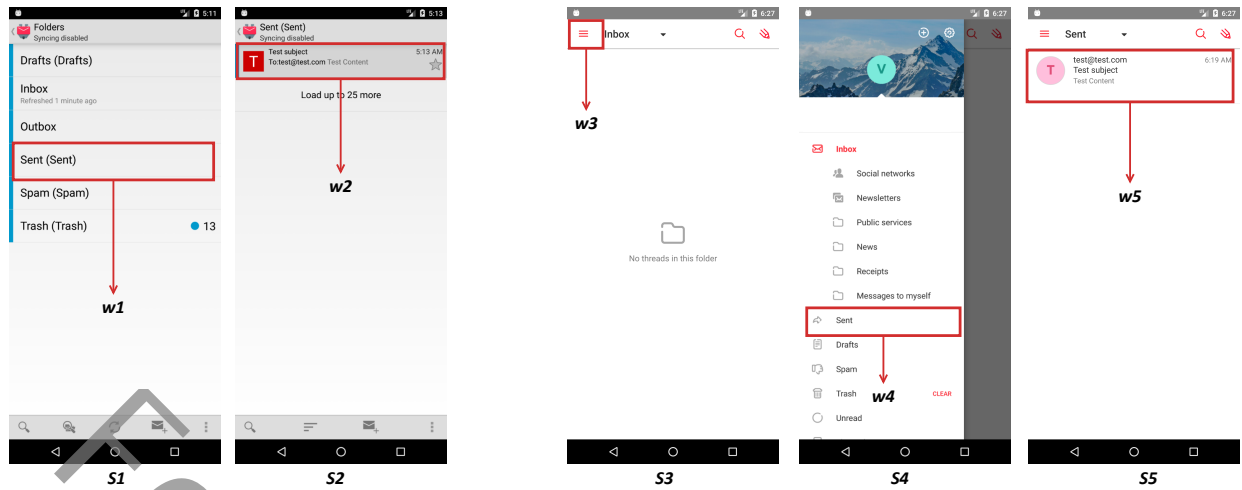 5:11
Folders
Syncing disabled
Drafts (Drafts)
Inbox
Refreshed 1 minute ago
Outbox
Sent (Sent)
Spam (Spam)
Trash (Trash)
13
w1
S1
5:13
Sent (Sent)
Syncing disabled
T
Test subject
5:13 AM
To:test@test.com Test Content
Load up to 25 more
w2
S2
6:27
Inbox
w3
No threads in this folder
S3
6:27
V
Inbox
Social networks
Newsletters
Public services
News
Receipts
Messages to myself
Sent
Drafts
Spam
Trash
CLEAR
w4
Unread
S4
6:27
Sent
T
test@test.com
6:19 AM
Test subject
Test Content
w5
S5